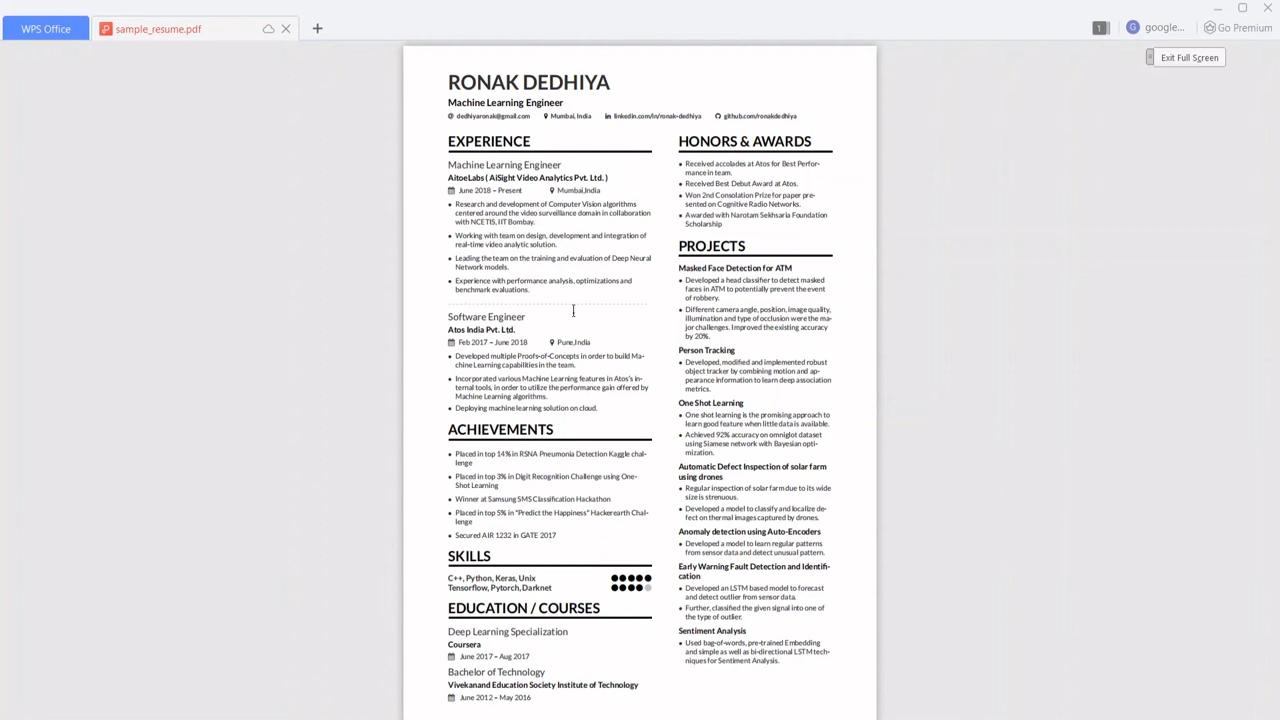 WPS Office
sample_resume.pdf
1
G
google...
Go Premium
Exit Full Screen
RONAK DEDHIYA
Machine Learning Engineer
dedhiyaronak@gmail.com
Mumbai, India
linkedin.com/in/ronak-dedhiya
github.com/ronakdedhiya
EXPERIENCE
Machine Learning Engineer
AitoeLabs ( AiSight Video Analytics Pvt. Ltd. )
June 2018 – Present
Mumbai,India
• Research and development of Computer Vision algorithms
centered around the video surveillance domain in collaboration
with NCETIS, IIT Bombay.
• Working with team on design, development and integration of
real-time video analytic solution.
• Leading the team on the training and evaluation of Deep Neural
Network models.
• Experience with performance analysis, optimizations and
benchmark evaluations.
Software Engineer
Atos India Pvt. Ltd.
Feb 2017 – June 2018
Pune,India
• Developed multiple Proofs-of-Concepts in order to build Ma-
chine Learning capabilities in the team.
• Incorporated various Machine Learning features in Atos's in-
ternal tools, in order to utilize the performance gain offered by
Machine Learning algorithms.
• Deploying machine learning solution on cloud.
ACHIEVEMENTS
• Placed in top 14% in RSNA Pneumonia Detection Kaggle chal-
lenge
• Placed in top 3% in Digit Recognition Challenge using One-
Shot Learning
• Winner at Samsung SMS Classification Hackathon
• Placed in top 5% in "Predict the Happiness" Hackerearth Chal-
lenge
• Secured AIR 1232 in GATE 2017
SKILLS
C++, Python, Keras, Unix
Tensorflow, Pytorch, Darknet
EDUCATION / COURSES
Deep Learning Specialization
Coursera
June 2017 – Aug 2017
Bachelor of Technology
Vivekanand Education Society Institute of Technology
June 2012 – May 2016
HONORS & AWARDS
• Received accolades at Atos for Best Perfor-
mance in team.
• Received Best Debut Award at Atos.
• Won 2nd Consolation Prize for paper pre-
sented on Cognitive Radio Networks.
• Awarded with Narotam Sekhsaria Foundation
Scholarship
PROJECTS
Masked Face Detection for ATM
• Developed a head classifier to detect masked
faces in ATM to potentially prevent the event
of robbery.
• Different camera angle, position, image quality,
illumination and type of occlusion were the ma-
jor challenges. Improved the existing accuracy
by 20%.
Person Tracking
• Developed, modified and implemented robust
object tracker by combining motion and ap-
pearance information to learn deep association
metrics.
One Shot Learning
• One shot learning is the promising approach to
learn good feature when little data is available.
• Achieved 92% accuracy on omniglot dataset
using Siamese network with Bayesian opti-
mization.
Automatic Defect Inspection of solar farm
using drones
• Regular inspection of solar farm due to its wide
size is strenuous.
• Developed a model to classify and localize de-
fect on thermal images captured by drones.
Anomaly detection using Auto-Encoders
• Developed a model to learn regular patterns
from sensor data and detect unusual pattern.
Early Warning Fault Detection and Identifi-
cation
• Developed an LSTM based model to forecast
and detect outlier from sensor data.
• Further, classified the given signal into one of
the type of outlier.
Sentiment Analysis
• Used bag-of-words, pre-trained Embedding
and simple as well as bi-directional LSTM tech-
niques for Sentiment Analysis.